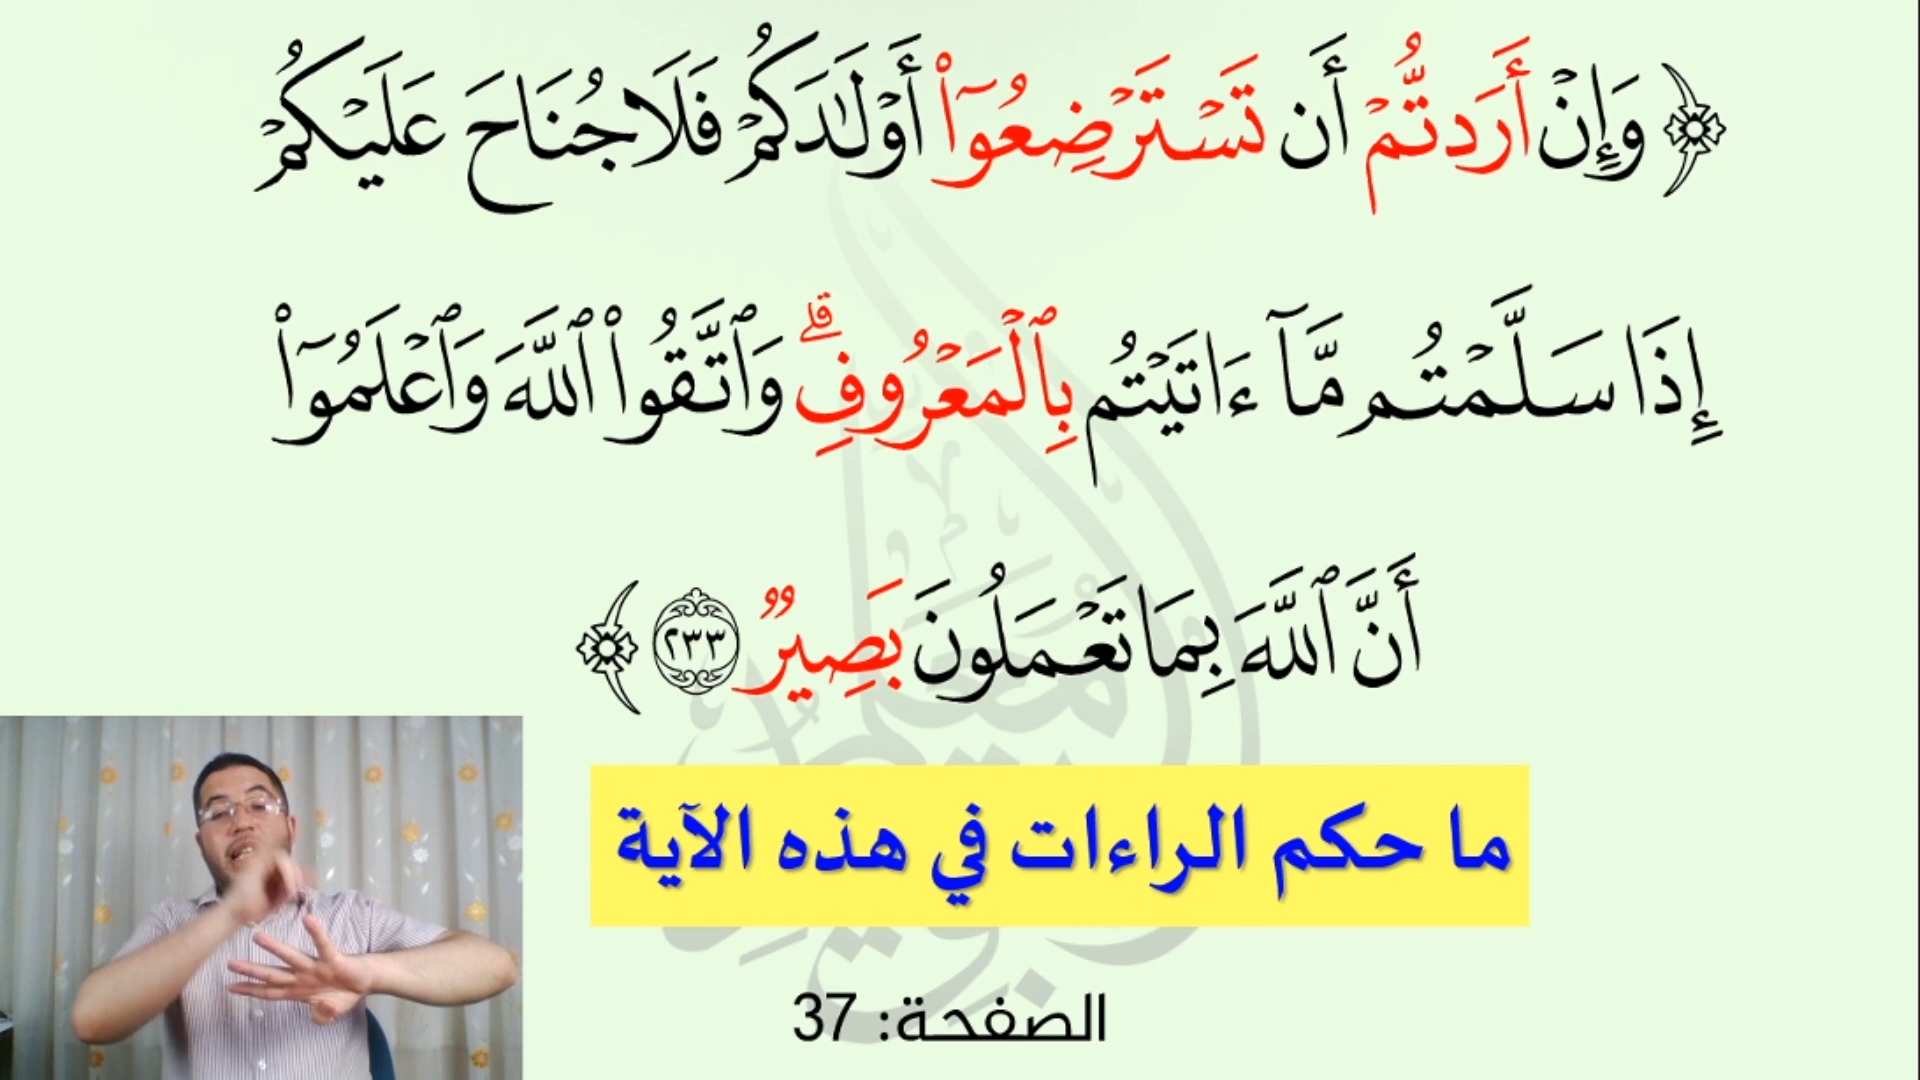 ﴿ وَإِنْ أَرَدتُّمْ أَن تَسْتَرْضِعُوٓا۟ أَوْلَـٰدَكُمْ فَلَا جُنَاحَ عَلَيْكُمْ
إِذَا سَلَّمْتُم مَّآ ءَاتَيْتُم بِٱلْمَعْرُوفِ ۗ وَٱتَّقُوا۟ ٱللَّهَ وَٱعْلَمُوٓا۟
أَنَّ ٱللَّهَ بِمَا تَعْمَلُونَ بَصِيرٌ ٢٣٣ ﴾
ما حكم الراءات في هذه الآية
الصفحة: 37